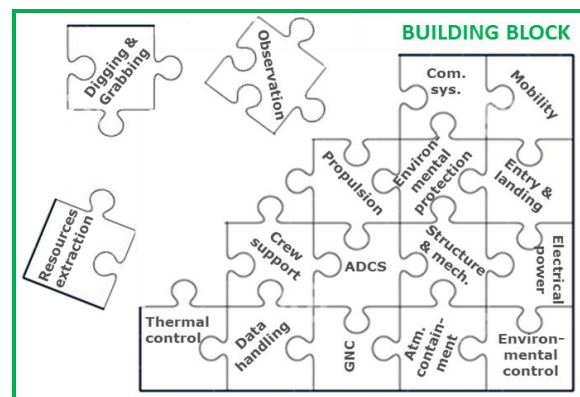 BUILDING BLOCK
Digging &
Grabbing
Observation
Com.
sys.
Mobility
Propulsion
Environ-
mental
protection
Entry &
landing
Resources
extraction
Crew
support
ADCS
Structure
& mech.
Electrical
power
Thermal
control
Data
handling
GNC
Atm.
contain-
ment
Environ-
mental
control